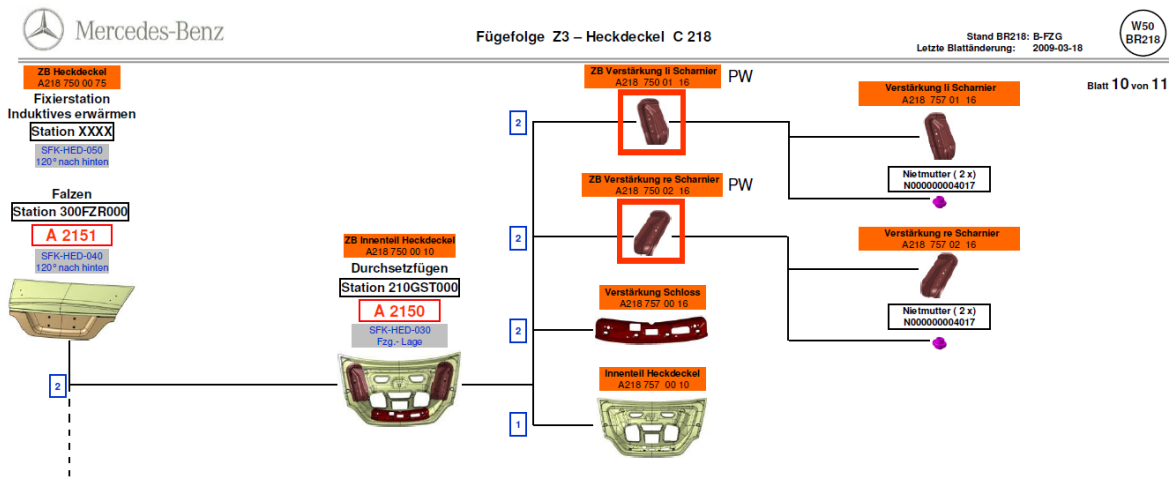 Mercedes-Benz
Fügefolge Z3 – Heckdeckel C 218
Stand BR218: B-FZG
Letzte Blattänderung: 2009-03-18
W50
BR218
Blatt 10 von 11
ZB Heckdeckel
A218 750 00 75
Fixierstation
Induktives erwärmen
Station XXXX
SFK-HED-050
120° nach hinten
Falzen
Station 300FZR000
A 2151
SFK-HED-040
120° nach hinten
2
ZB Innenteil Heckdeckel
A218 750 00 10
Durchsetzfügen
Station 210GST000
A 2150
SFK-HED-030
Fzg.- Lage
ZB Verstärkung li Scharnier
A218 750 01 16
PW
2
ZB Verstärkung re Scharnier
A218 750 02 16
PW
2
Verstärkung Schloss
A218 757 00 16
2
Innenteil Heckdeckel
A218 757 00 10
1
Verstärkung li Scharnier
A218 757 01 16
Nietmutter ( 2 x)
N000000004017
Verstärkung re Scharnier
A218 757 02 16
Nietmutter ( 2 x)
N000000004017